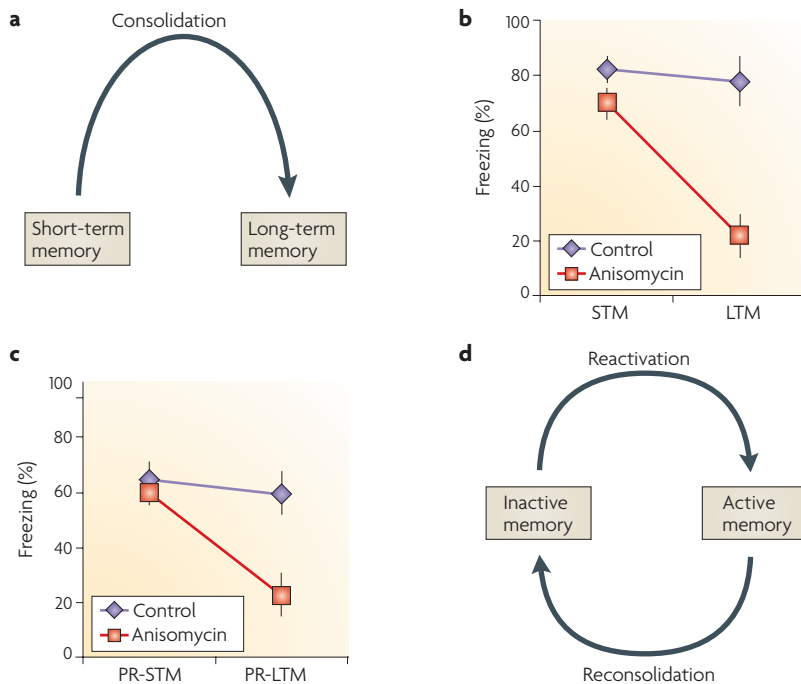 a
Consolidation
Short-term
memory
Long-term
memory
b
Freezing (%)
100
80
60
40
20
0
Control
Anisomycin
STM
LTM
c
Freezing (%)
100
80
60
40
20
0
Control
Anisomycin
PR-STM
PR-LTM
d
Reactivation
Inactive
memory
Active
memory
Reconsolidation